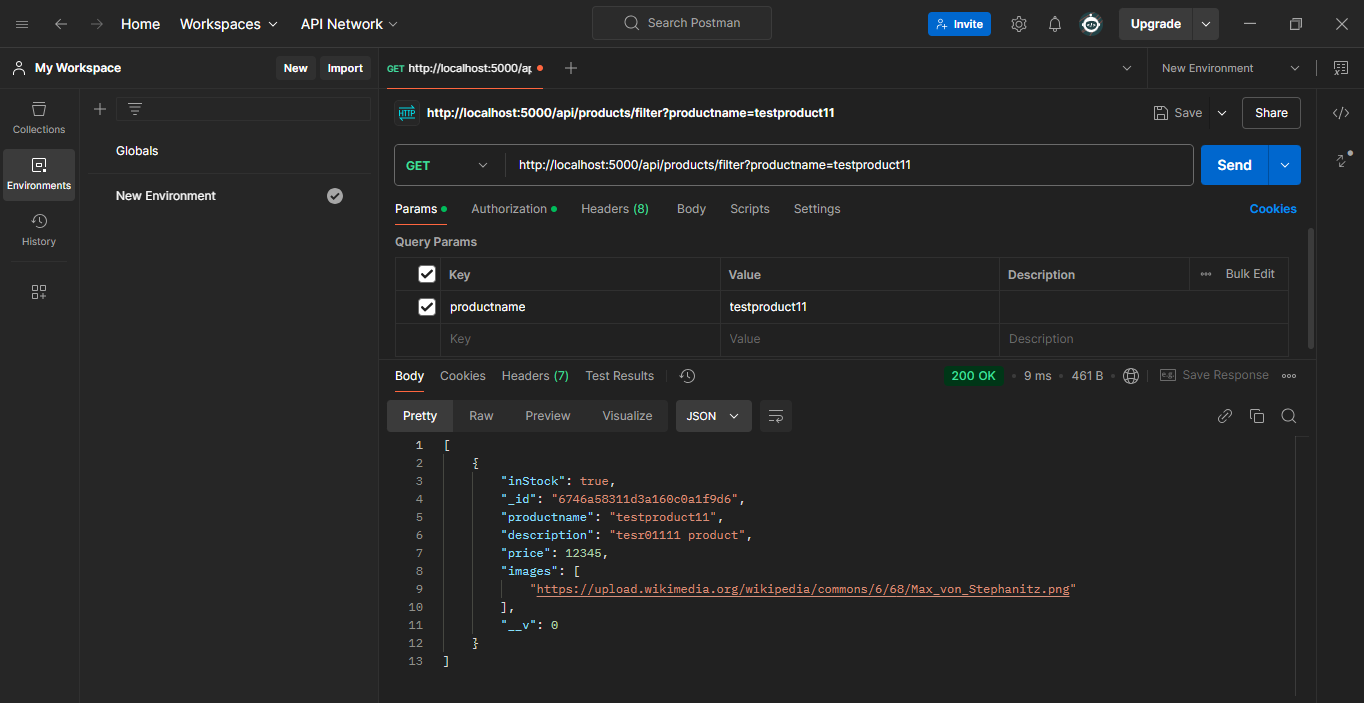 Home Workspaces API Network Search Postman Invite Upgrade
My Workspace New Import GET http://localhost:5000/ap New Environment
Collections
Environments
History
Globals
New Environment
HTTP http://localhost:5000/api/products/filter?productname=testproduct11 Save Share
GET http://localhost:5000/api/products/filter?productname=testproduct11 Send
Params Authorization Headers (8) Body Scripts Settings Cookies
Query Params
Key Value Description Bulk Edit
productname testproduct11
Key Value Description
Body Cookies Headers (7) Test Results 200 OK 9 ms 461 B e.g. Save Response
Pretty Raw Preview Visualize JSON
1 [
2 {
3 "inStock": true,
4 "_id": "6746a58311d3a160c0a1f9d6",
5 "productname": "testproduct11",
6 "description": "tesr01111 product",
7 "price": 12345,
8 "images": [
9 "https://upload.wikimedia.org/wikipedia/commons/6/68/Max_von_Stephanitz.png"
10 ],
11 "__v": 0
12 }
13 ]